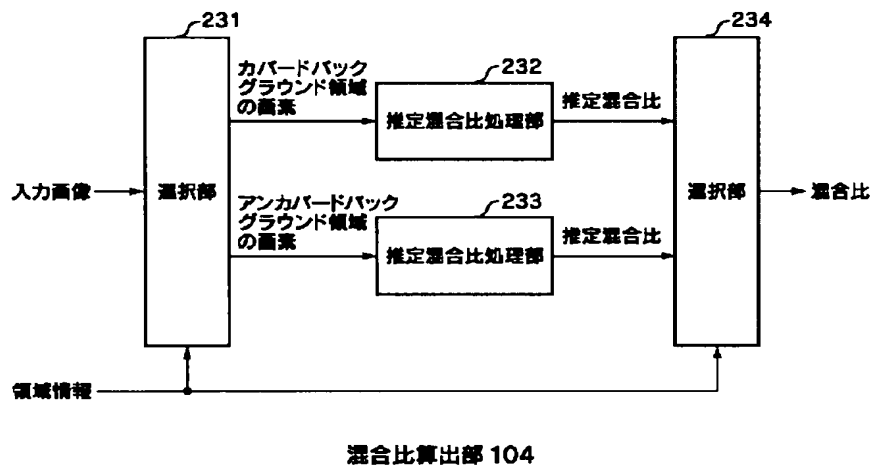 231
234
カバードバック
グラウンド領域
の画素
232
推定混合比
推定混合比処理部
入力画像
選択部
選択部
混合比
アンカバードバック
グラウンド領域
の画素
233
推定混合比
推定混合比処理部
領域情報
混合比算出部 104